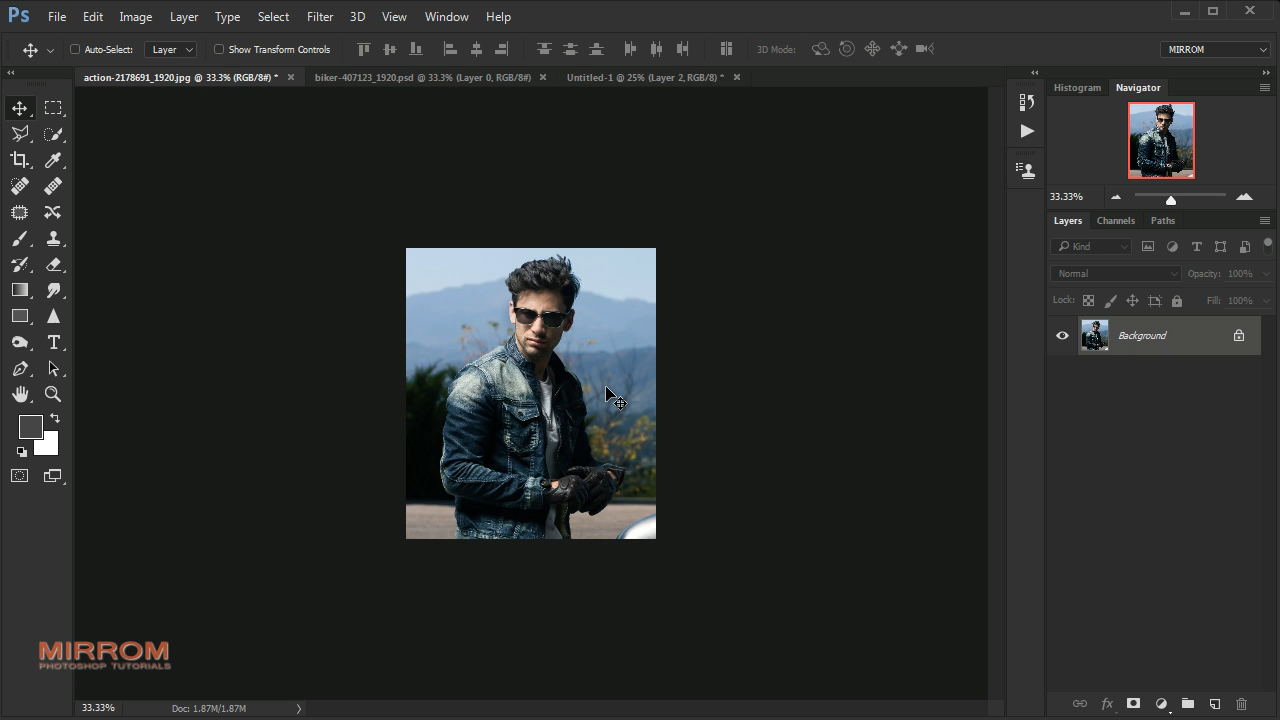 Ps File Edit Image Layer Type Select Filter 3D View Window Help
Auto-Select: Layer Show Transform Controls 3D Mode: MIRROM
action-2178691_1920.jpg @ 33.3% (RGB/8#) * biker-407123_1920.psd @ 33.3% (Layer 0, RGB/8#) Untitled-1 @ 25% (Layer 2, RGB/8) *
Histogram Navigator
33.33%
Layers Channels Paths
Kind
Normal Opacity: 100%
Lock: Fill: 100%
Background
MIRROM
PHOTOSHOP TUTORIALS
33.33% Doc: 1.87M/1.87M